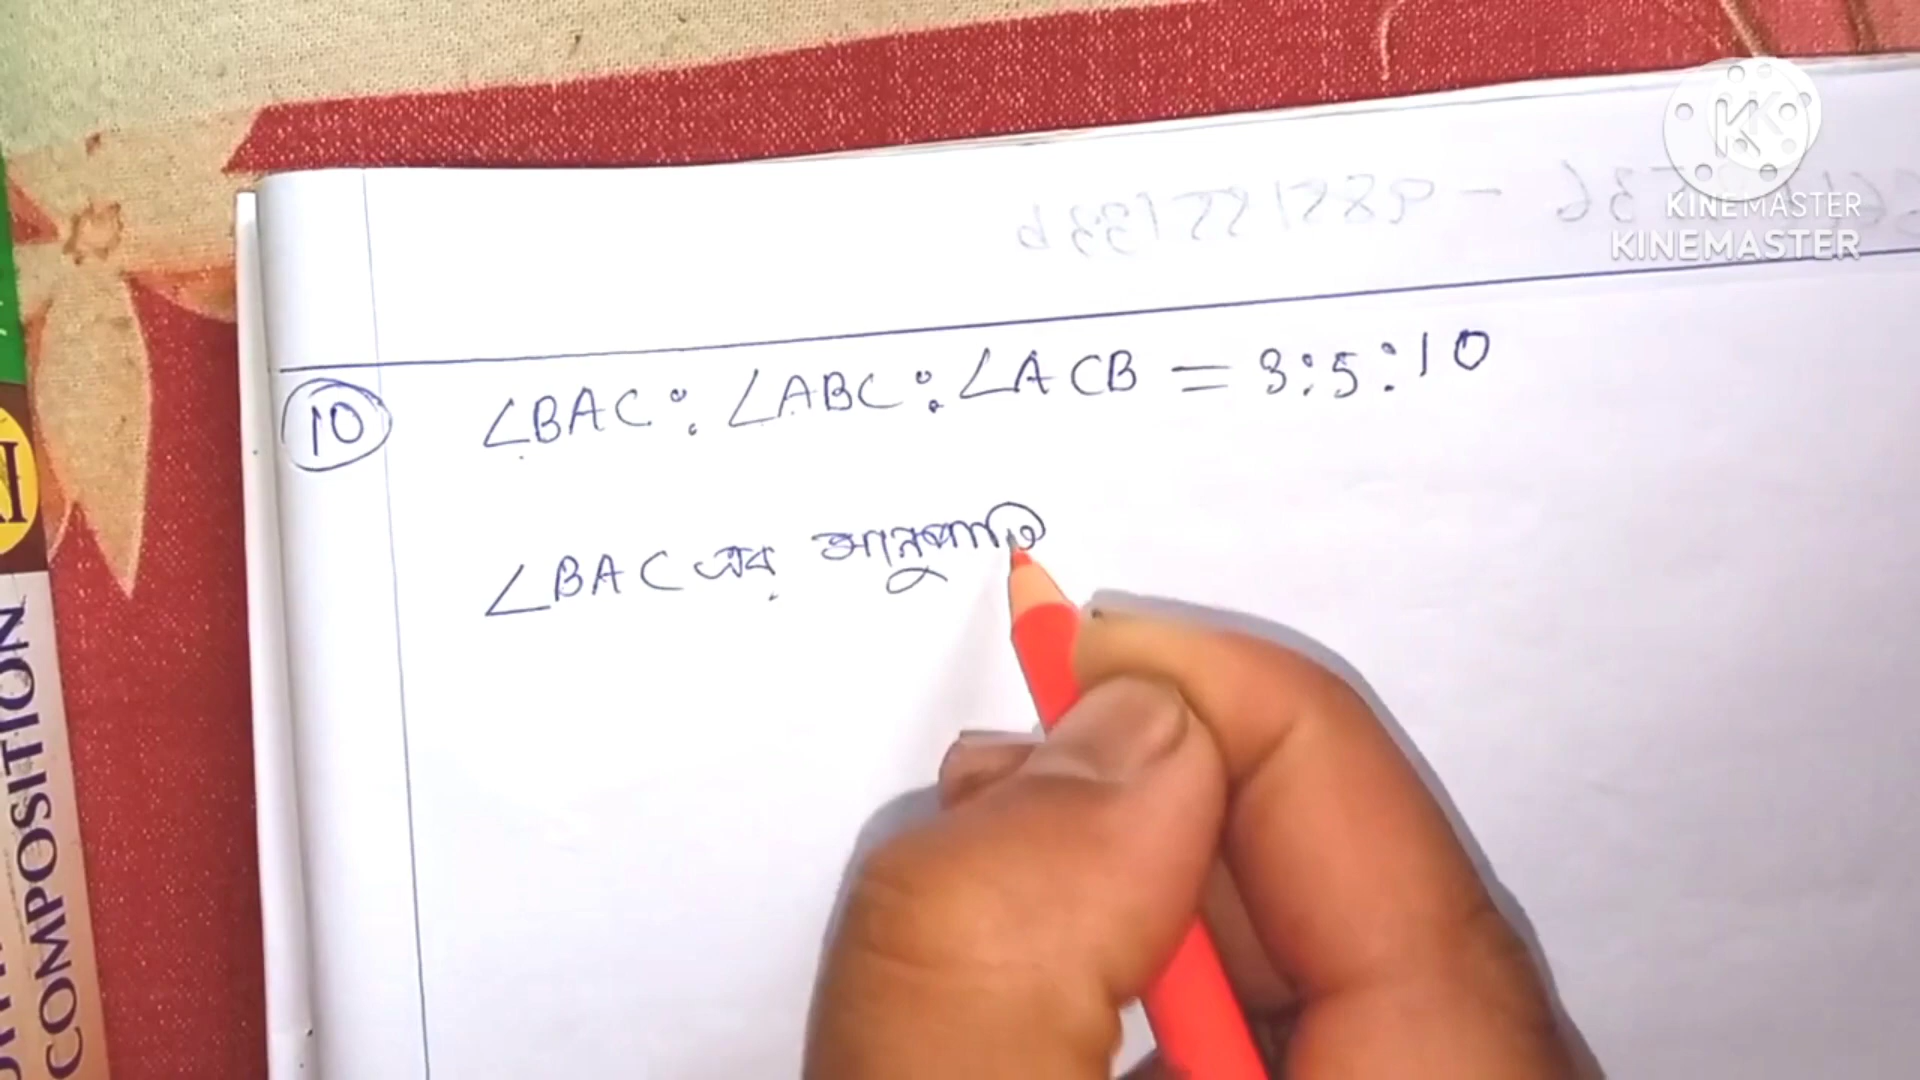 KINEMASTER
KINEMASTER
10 ∠BAC : ∠ABC : ∠ACB = 3:5:10
∠BAC এর আনুপাতি
COMPOSITION